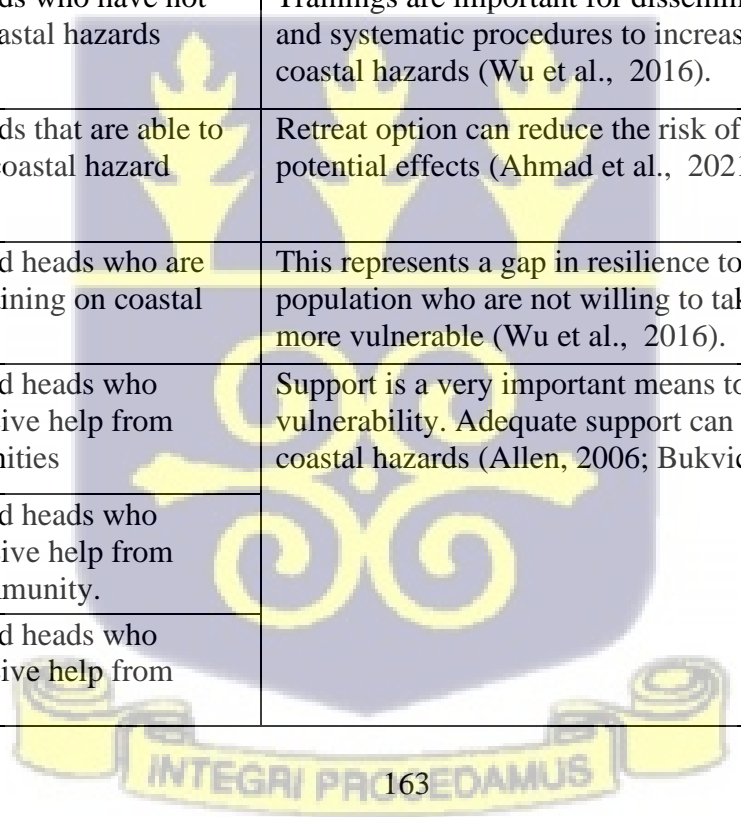 ds who have not
astal hazards
Trainings are important for
and systematic procedures to
coastal hazards (Wu et al., 2016).
ds that are able to
coastal hazard
Retreat option can reduce the risk of
potential effects (Ahmad et al., 2021
d heads who are
ining on coastal
This represents a gap in resilience to
population who are not willing to
more vulnerable (Wu et al., 2016).
d heads who
ive help from
nities
Support is a very important means to
vulnerability. Adequate support can
coastal hazards (Allen, 2006;
d heads who
ive help from
munity.
d heads who
ive help from
INTEGRI PROCEDAMUS
163